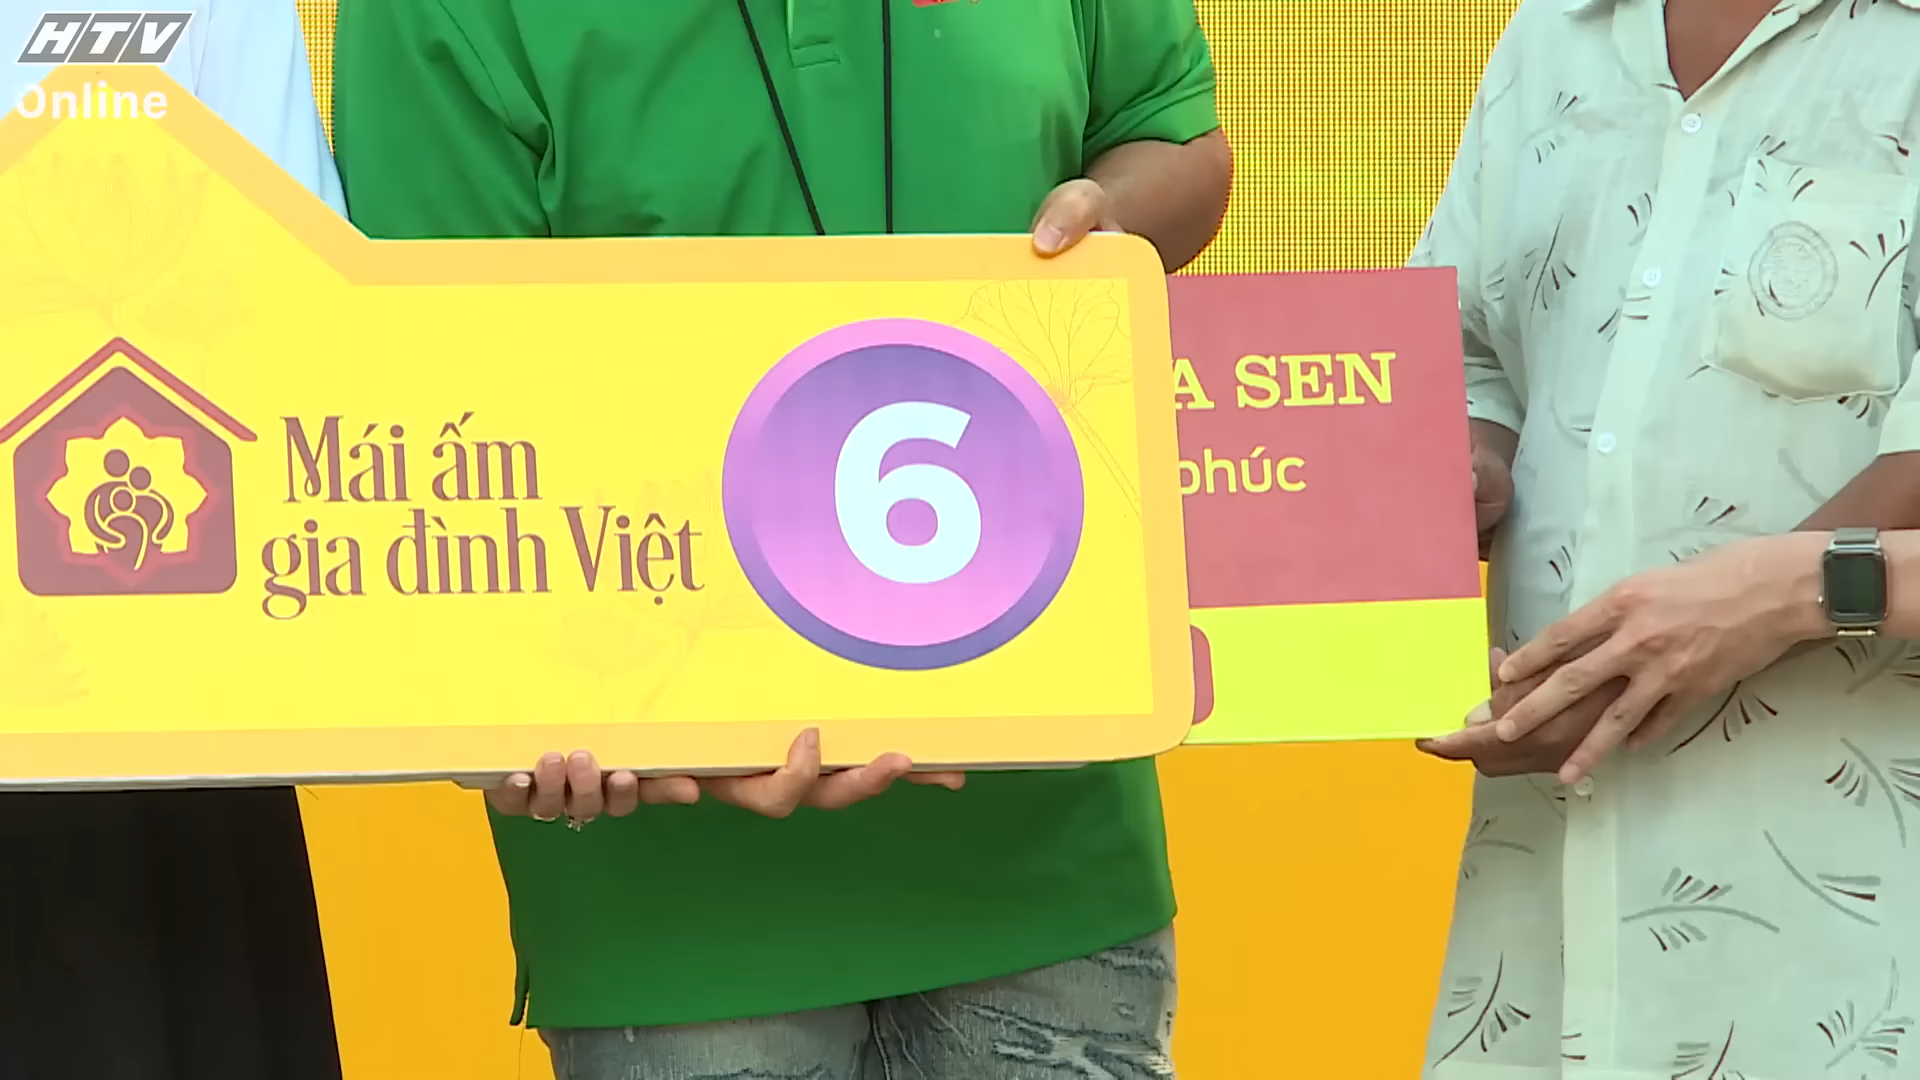 HTV
Online
Mái ấm
gia đình Việt
6
A SEN
phúc